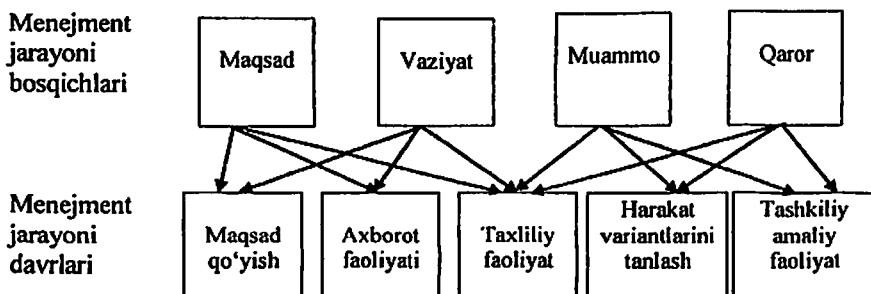 Menejment
jarayoni
bosqichlari
Maqsad
Vaziyat
Muammo
Qaror
Menejment
jarayoni
davrlari
Maqsad
qo‘yish
Axborot
faoliyati
Taxliliy
faoliyat
Harakat
variantlarini
tanlash
Tashkiliy
amaliy
faoliyat